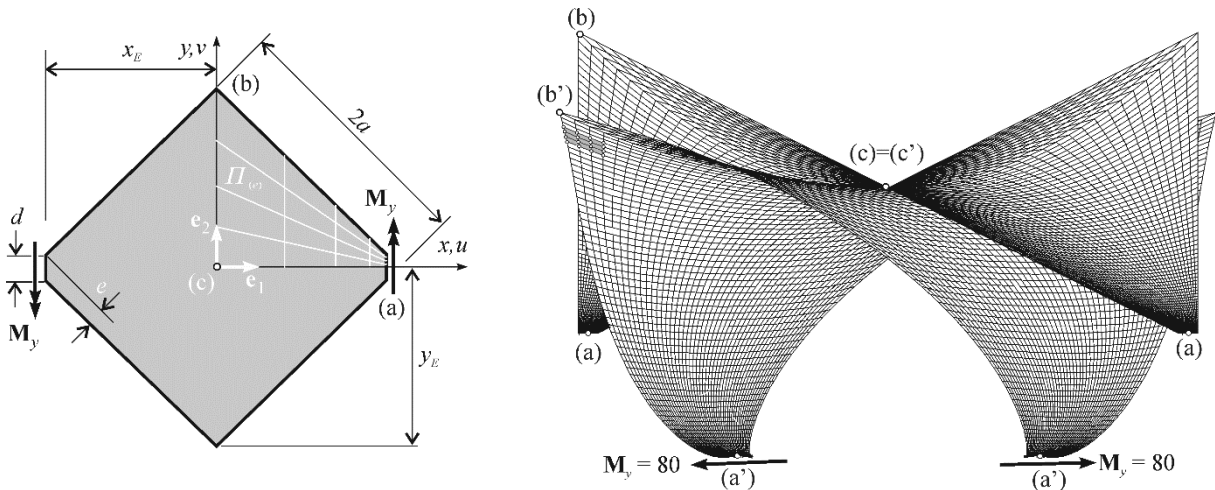 x_E
y,v
(b)
2a
Π_(e)
M_y
d
e_2
x,u
(c)
e_1
e
(a)
M_y
y_E
(b)
(b')
(c)=(c')
(a)
(a)
M_y = 80
(a')
(a')
M_y = 80